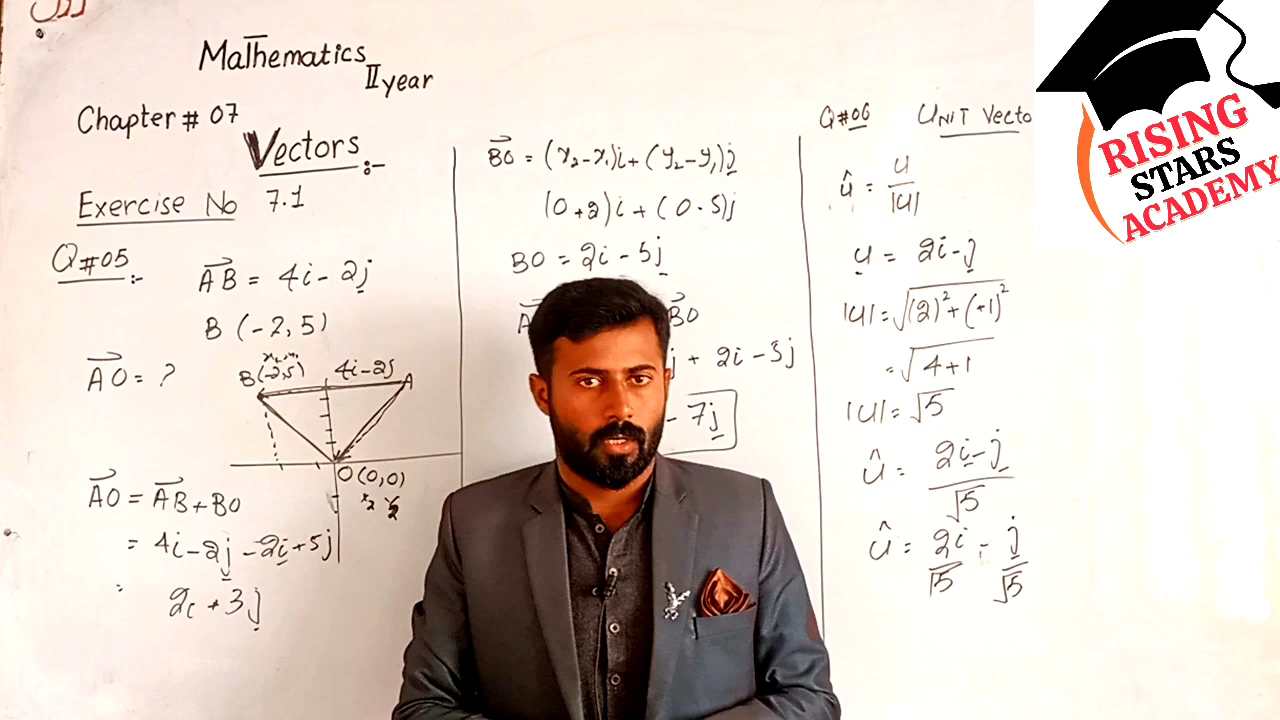 Mathematics
II year
Chapter # 07
Vectors :-
Exercise No 7.1
Q#05 :-
AB = 4i - 2j
B (-2, 5)
AO = ?
B(-2,5)
4i-2j
A
O (0,0)
x₂ y₂
AO = AB + BO
= 4i - 2j - 2i + 5j
2i + 3j
BO = (x₂-x₁)i + (y₂-y₁)j
(0+2)i + (0-5)j
BO = 2i - 5j
A
BO
j + 2i - 5j
- 7j
Q#06 UNIT Vecto
û = u/|u|
u = 2i - j
|u| = √(2)²+(-1)²
= √4+1
|u| = √5
û = 2i-j/√5
û = 2i/√5 - j/√5
RISING
STARS
ACADEMY